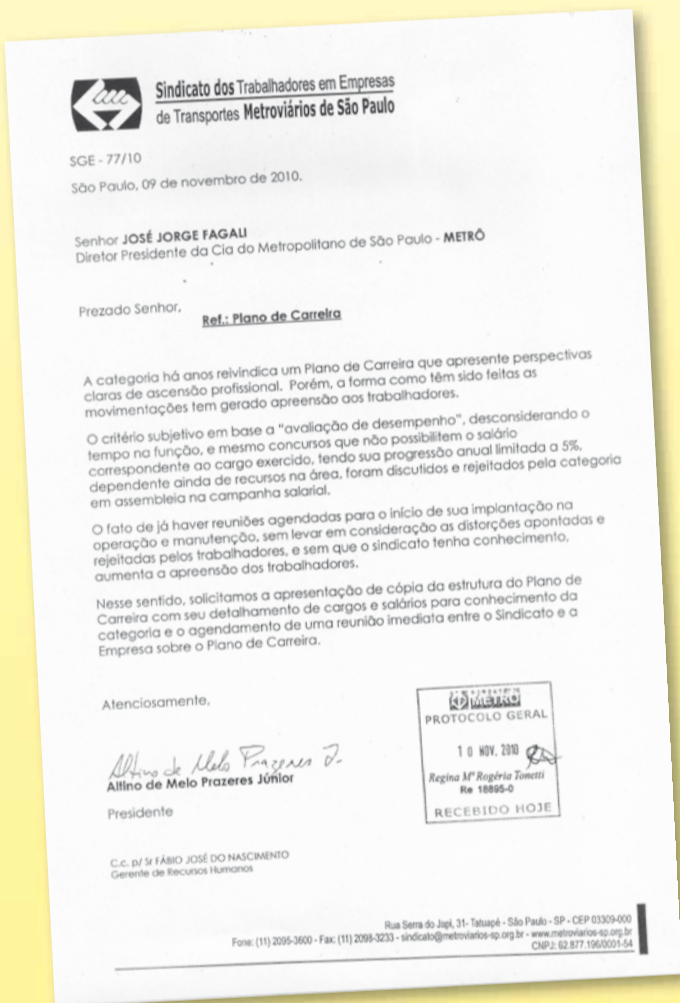 Sindicato dos Trabalhadores em Empresas
de Transportes Metroviários de São Paulo
SGE - 77/10
São Paulo, 09 de novembro de 2010.
Senhor JOSÉ JORGE FAGALI
Diretor Presidente da Cia do Metropolitano de São Paulo - METRÔ
Prezado Senhor,
Ref.: Plano de Carreira
A categoria há anos reivindica um Plano de Carreira que apresente perspectivas
claras de ascensão profissional. Porém, a forma como têm sido feitas as
movimentações tem gerado apreensão aos trabalhadores.
O critério subjetivo em base a “avaliação de desempenho”, desconsiderando o
tempo na função, e mesmo concursos que não possibilitem o salário
correspondente ao cargo exercido, tendo sua progressão anual limitada a 5%,
dependente ainda de recursos na área, foram discutidos e rejeitados pela categoria
em assembleia na campanha salarial.
O fato de já haver reuniões agendadas para o início de sua implantação na
operação e manutenção, sem levar em consideração as distorções apontadas e
rejeitadas pelos trabalhadores, e sem que o sindicato tenha conhecimento,
aumenta a apreensão dos trabalhadores.
Nesse sentido, solicitamos a apresentação de cópia da estrutura do Plano de
Carreira com seu detalhamento de cargos e salários para conhecimento da
categoria e o agendamento de uma reunião imediata entre o Sindicato e a
Empresa sobre o Plano de Carreira.
Atenciosamente,
Altino de Melo Prazeres Jr
Altino de Melo Prazeres Júnior
Presidente
METRÔ
PROTOCOLO GERAL
10 NOV. 2010
Regina Mª Rogéria Tonetti
Re 18895-0
RECEBIDO HOJE
C.c. p/ Sr FÁBIO JOSÉ DO NASCIMENTO
Gerente de Recursos Humanos
Rua Serra do Japi, 31- Tatuapé - São Paulo - SP - CEP 03309-000
Fone: (11) 2095-3600 - Fax: (11) 2098-3233 - sindicato@metroviarios-sp.org.br - www.metroviarios-sp.org.br
CNPJ: 62.877.196/0001-54